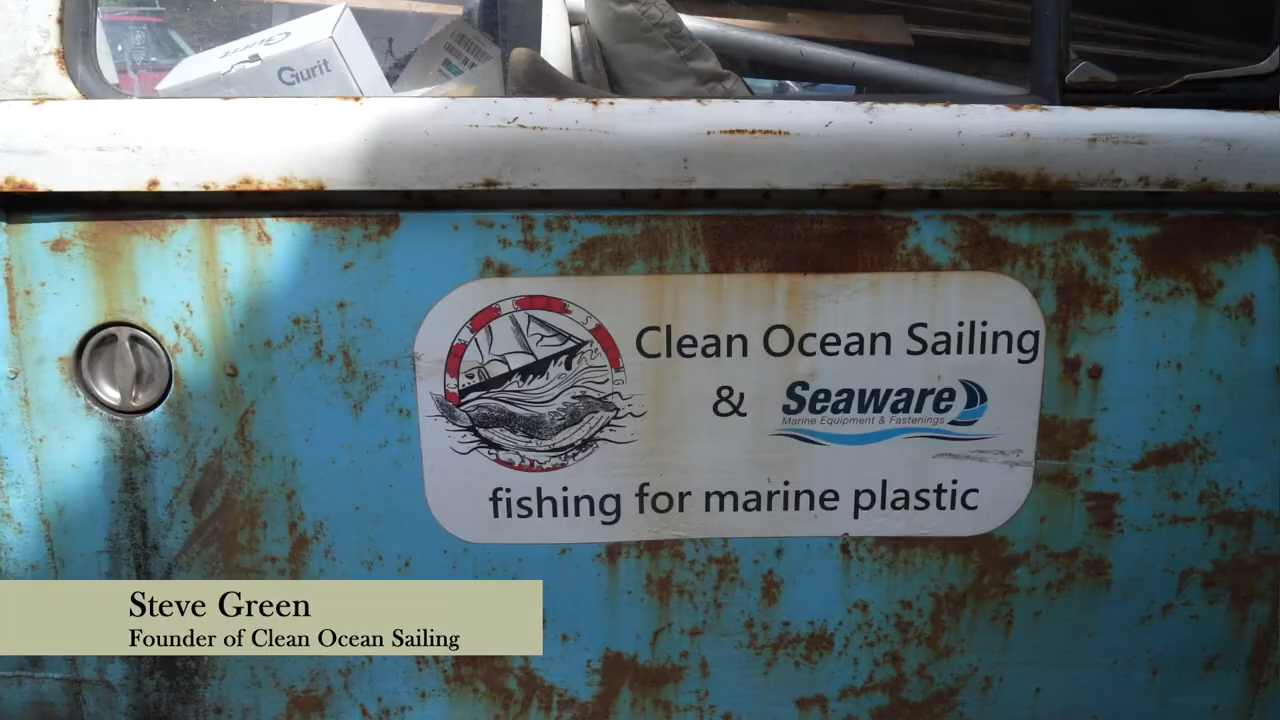 Gurit
Gurit
Clean Ocean Sailing
& Seaware
Marine Equipment & Fastenings
fishing for marine plastic
Steve Green
Founder of Clean Ocean Sailing